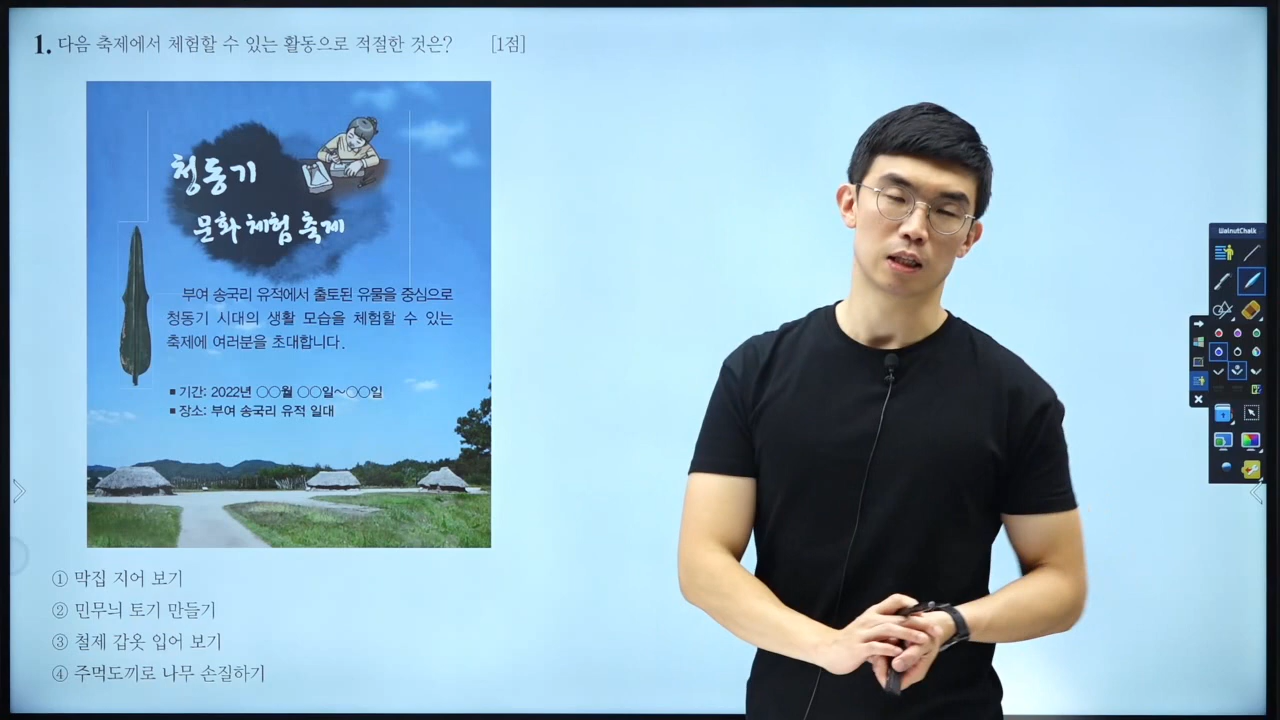 1. 다음 축제에서 체험할 수 있는 활동으로 적절한 것은? [1점]
청동기
문화 체험 축제
부여 송국리 유적에서 출토된 유물을 중심으로
청동기 시대의 생활 모습을 체험할 수 있는
축제에 여러분을 초대합니다.
■ 기간: 2022년 ○○월 ○○일~○○일
■ 장소: 부여 송국리 유적 일대
① 막집 지어 보기
② 민무늬 토기 만들기
③ 철제 갑옷 입어 보기
④ 주먹도끼로 나무 손질하기
WalnutChalk